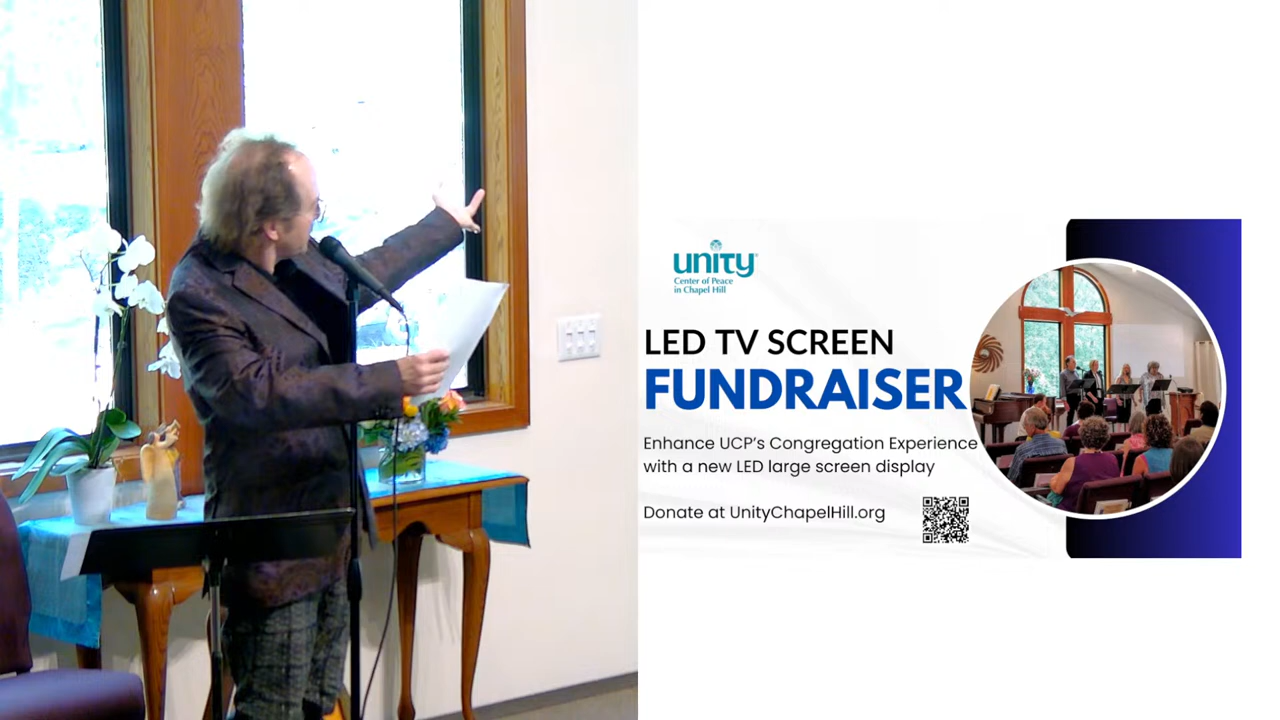 unity
Center of Peace
in Chapel Hill
LED TV SCREEN
FUNDRAISER
Enhance UCP's Congregation Experience
with a new LED large screen display
Donate at UnityChapelHill.org